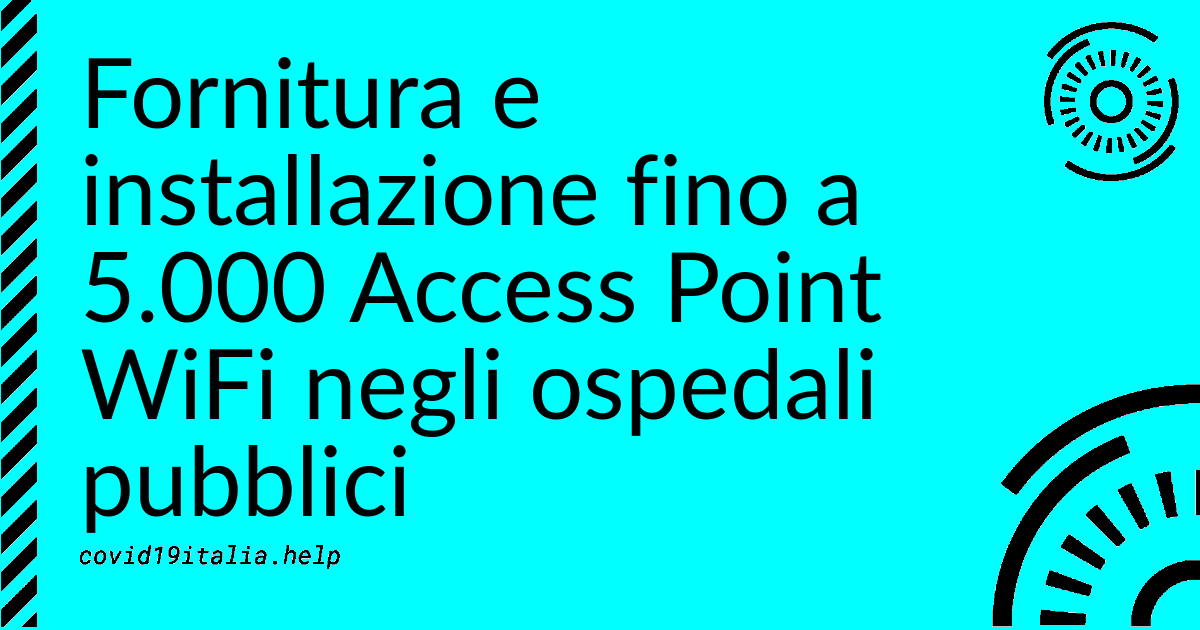 Fornitura e
installazione fino a
5.000 Access Point
WiFi negli ospedali
pubblici
covid19italia.help